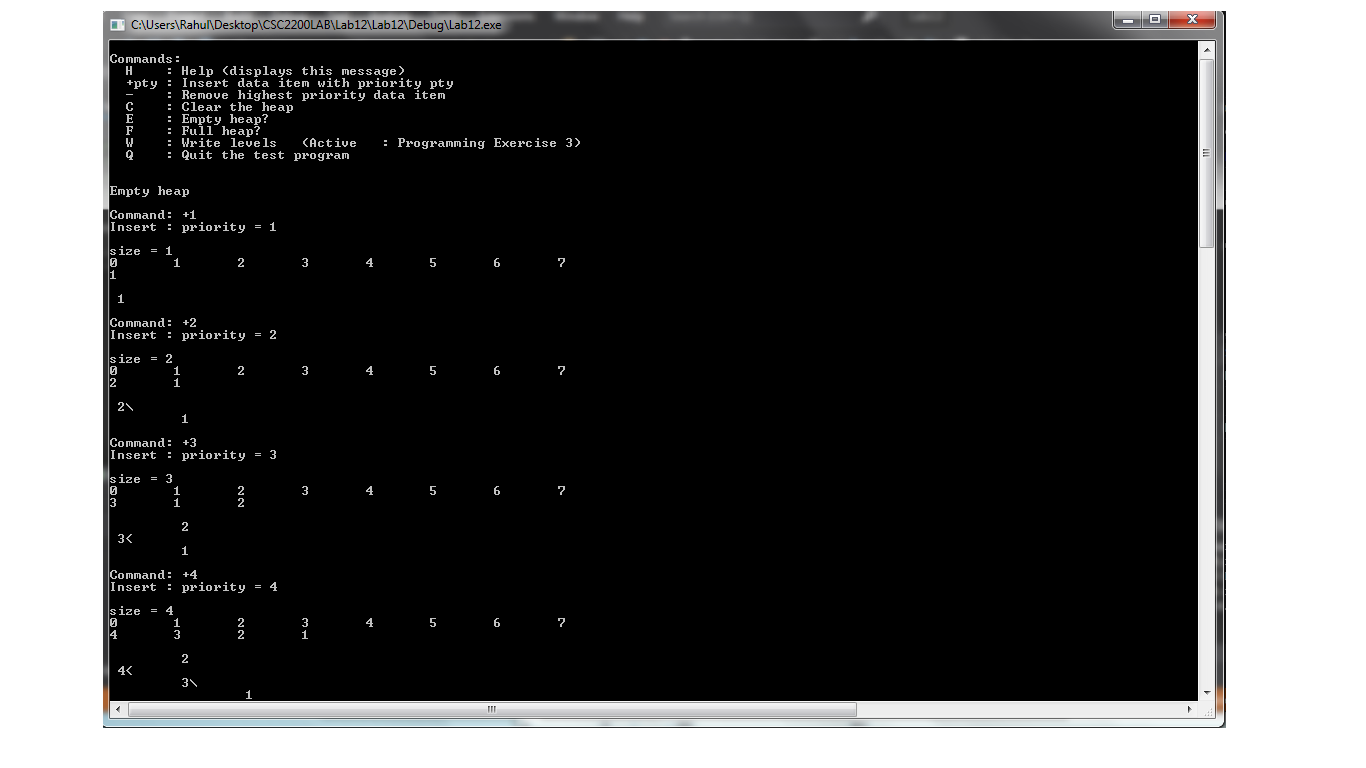 C:\Users\Rahul\Desktop\CSC2200LAB\Lab12\Lab12\Debug\Lab12.exe
Commands:
  H    : Help (displays this message)
  +pty : Insert data item with priority pty
  -    : Remove highest priority data item
  C    : Clear the heap
  E    : Empty heap?
  F    : Full heap?
  W    : Write levels   (Active   : Programming Exercise 3)
  Q    : Quit the test program
Empty heap
Command: +1
Insert : priority = 1
size = 1
0       1       2       3       4       5       6       7
1
 1
Command: +2
Insert : priority = 2
size = 2
0       1       2       3       4       5       6       7
2       1
 2\
         1
Command: +3
Insert : priority = 3
size = 3
0       1       2       3       4       5       6       7
3       1       2
         2
 3<
         1
Command: +4
Insert : priority = 4
size = 4
0       1       2       3       4       5       6       7
4       3       2       1
         2
 4<
         3\
                 1